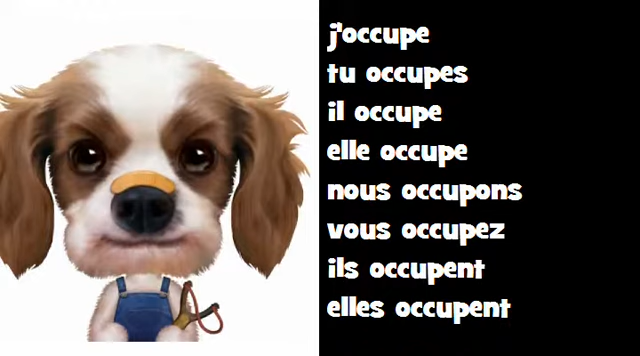 j'occupe
tu occupes
il occupe
elle occupe
nous occupons
vous occupez
ils occupent
elles occupent